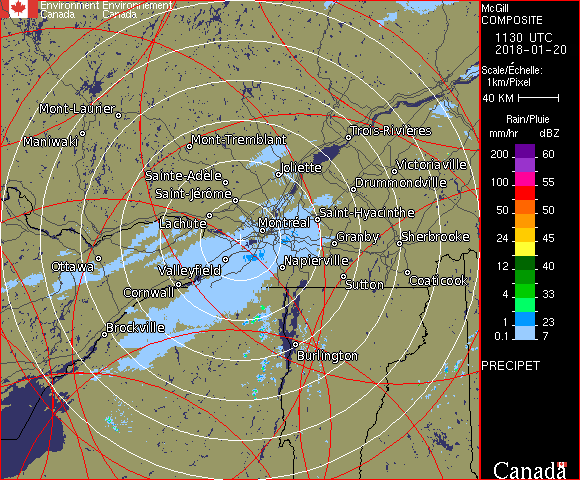 Environment Environnement
Canada Canada
McGill
COMPOSITE
1130 UTC
2018-01-20
Scale/Échelle:
1km/Pixel
40 KM
Rain/Pluie
mm/hr dBZ
200 60
100 55
50 50
24 45
12 40
4 33
1 23
0.1 7
PRECIPET
Canada
Mont-Laurier
Maniwaki
Mont-Tremblant
Trois-Rivières
Joliette
Victoriaville
Sainte-Adèle
Drummondville
Saint-Jérôme
Saint-Hyacinthe
Lachute
Montréal
Granby
Sherbrooke
Ottawa
Valleyfield
Napierville
Sutton
Coaticook
Cornwall
Brockville
Burlington